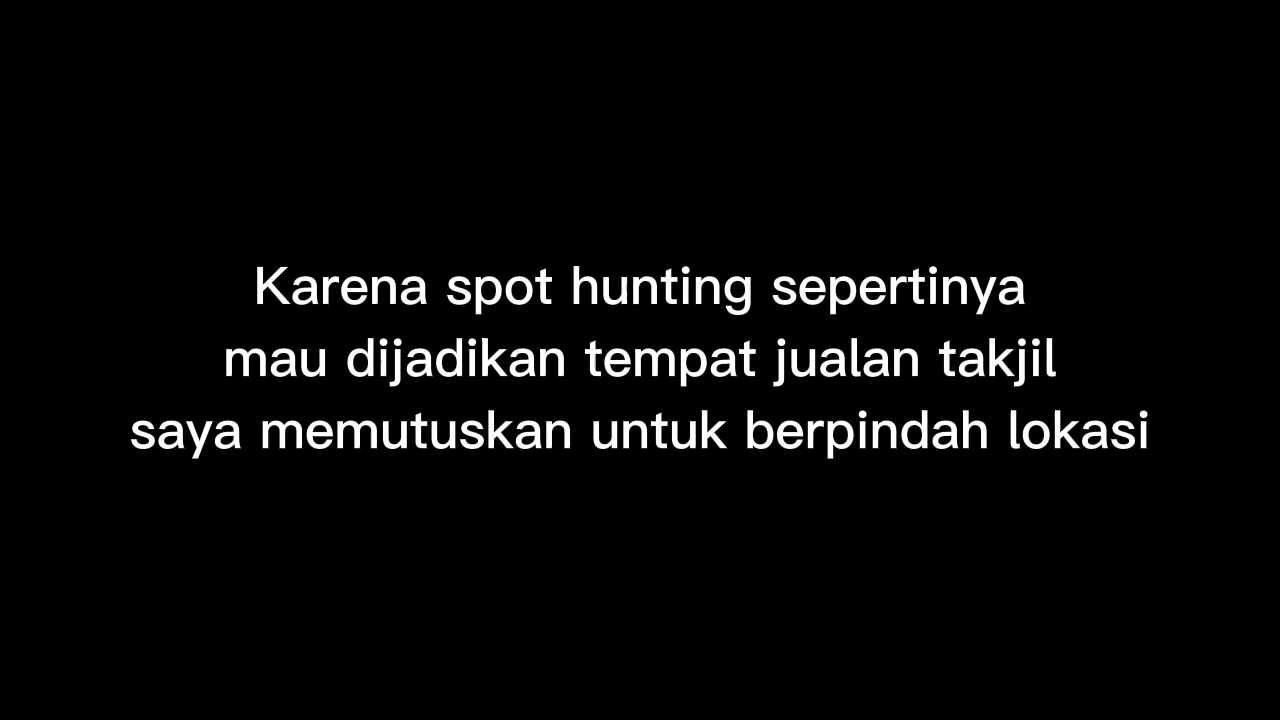 Karena spot hunting sepertinya
mau dijadikan tempat jualan takjil
saya memutuskan untuk berpindah lokasi